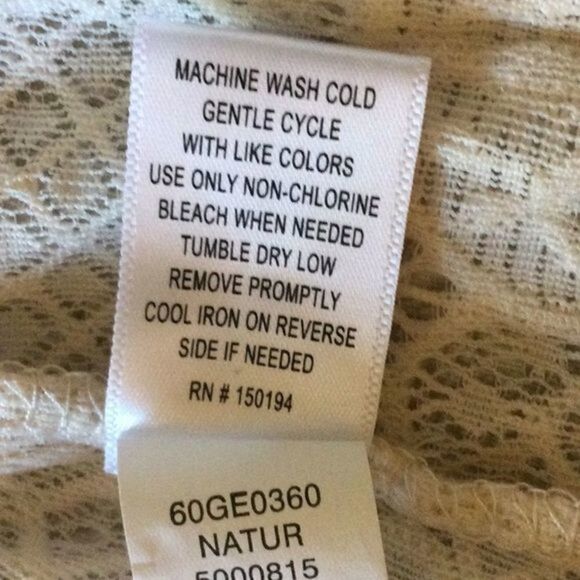 MACHINE WASH COLD
GENTLE CYCLE
WITH LIKE COLORS
USE ONLY NON-CHLORINE
BLEACH WHEN NEEDED
TUMBLE DRY LOW
REMOVE PROMPTLY
COOL IRON ON REVERSE
SIDE IF NEEDED
RN # 150194
60GE0360
NATUR
5000815